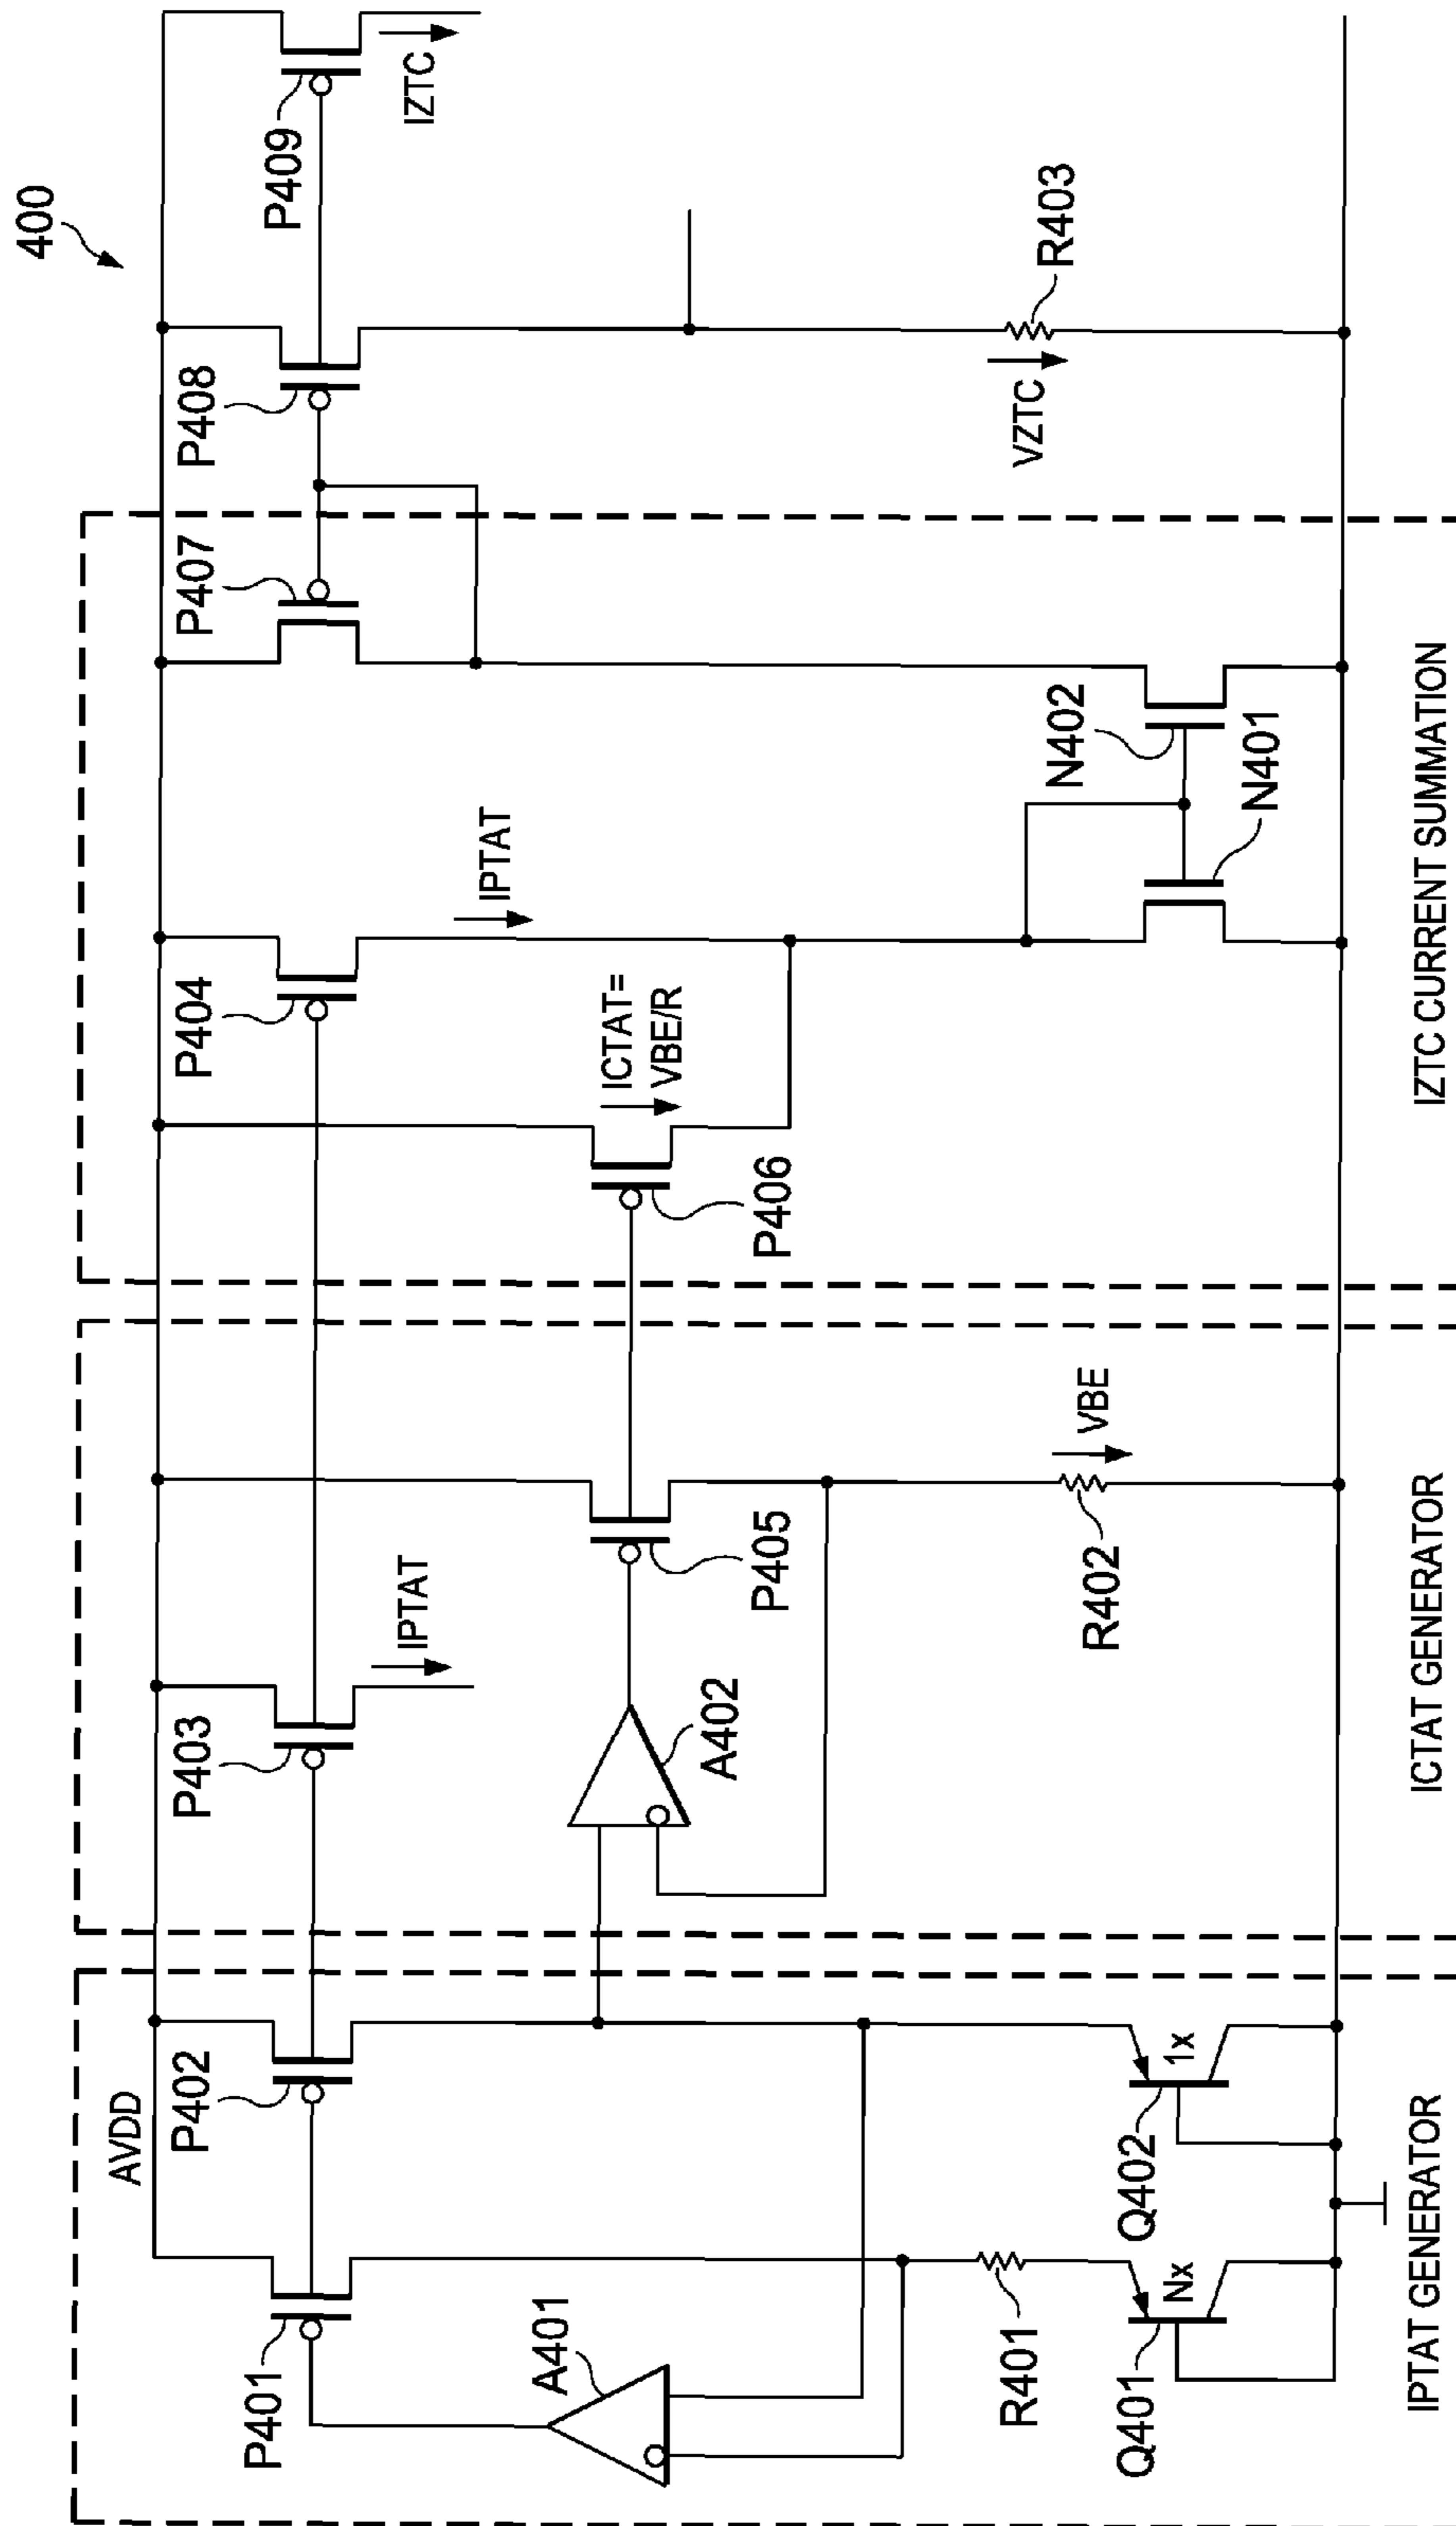 400
AVDD
P401
P402
P403
P404
P407
P408
P409
IZTC
IPTAT
IPTAT
A401
A402
P405
P406
ICTAT=
VBE/R
R401
R402
VBE
VZTC
R403
Q401
Nx
Q402
1x
N401
N402
IPTAT GENERATOR
ICTAT GENERATOR
IZTC CURRENT SUMMATION